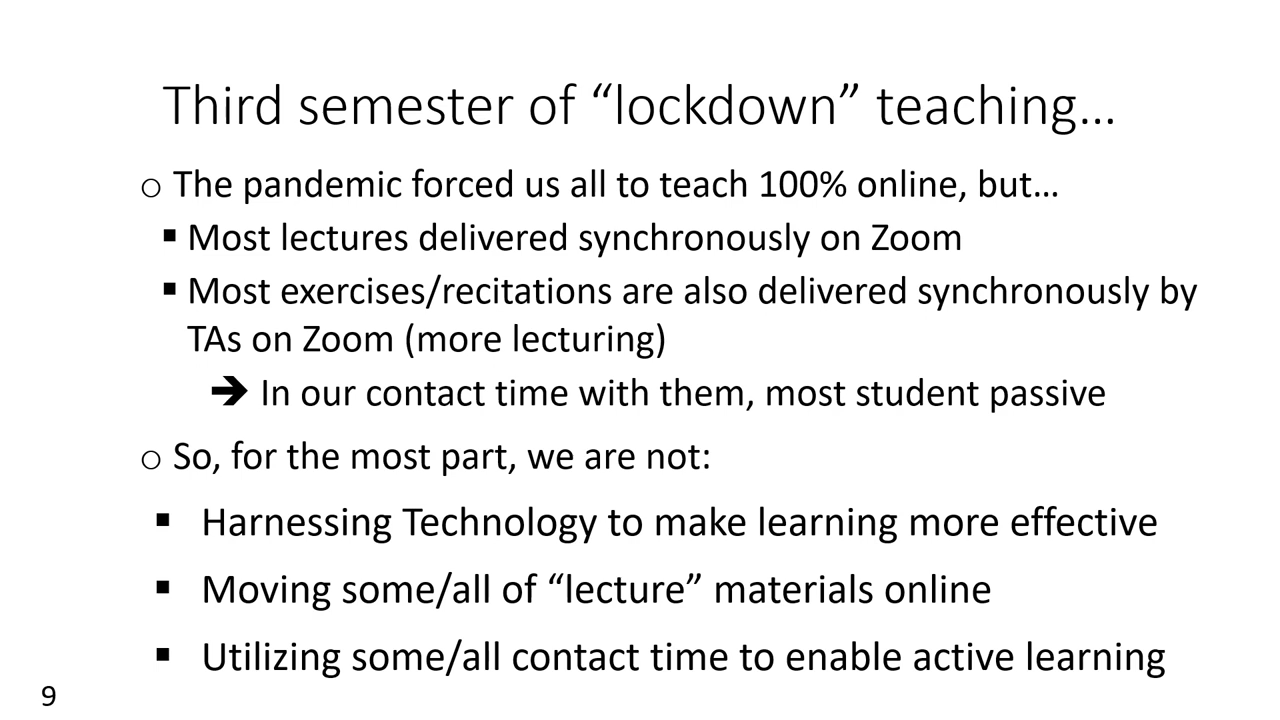 Third semester of “lockdown” teaching…
o The pandemic forced us all to teach 100% online, but…
▪ Most lectures delivered synchronously on Zoom
▪ Most exercises/recitations are also delivered synchronously by
TAs on Zoom (more lecturing)
➔ In our contact time with them, most student passive
o So, for the most part, we are not:
▪ Harnessing Technology to make learning more effective
▪ Moving some/all of “lecture” materials online
▪ Utilizing some/all contact time to enable active learning
9